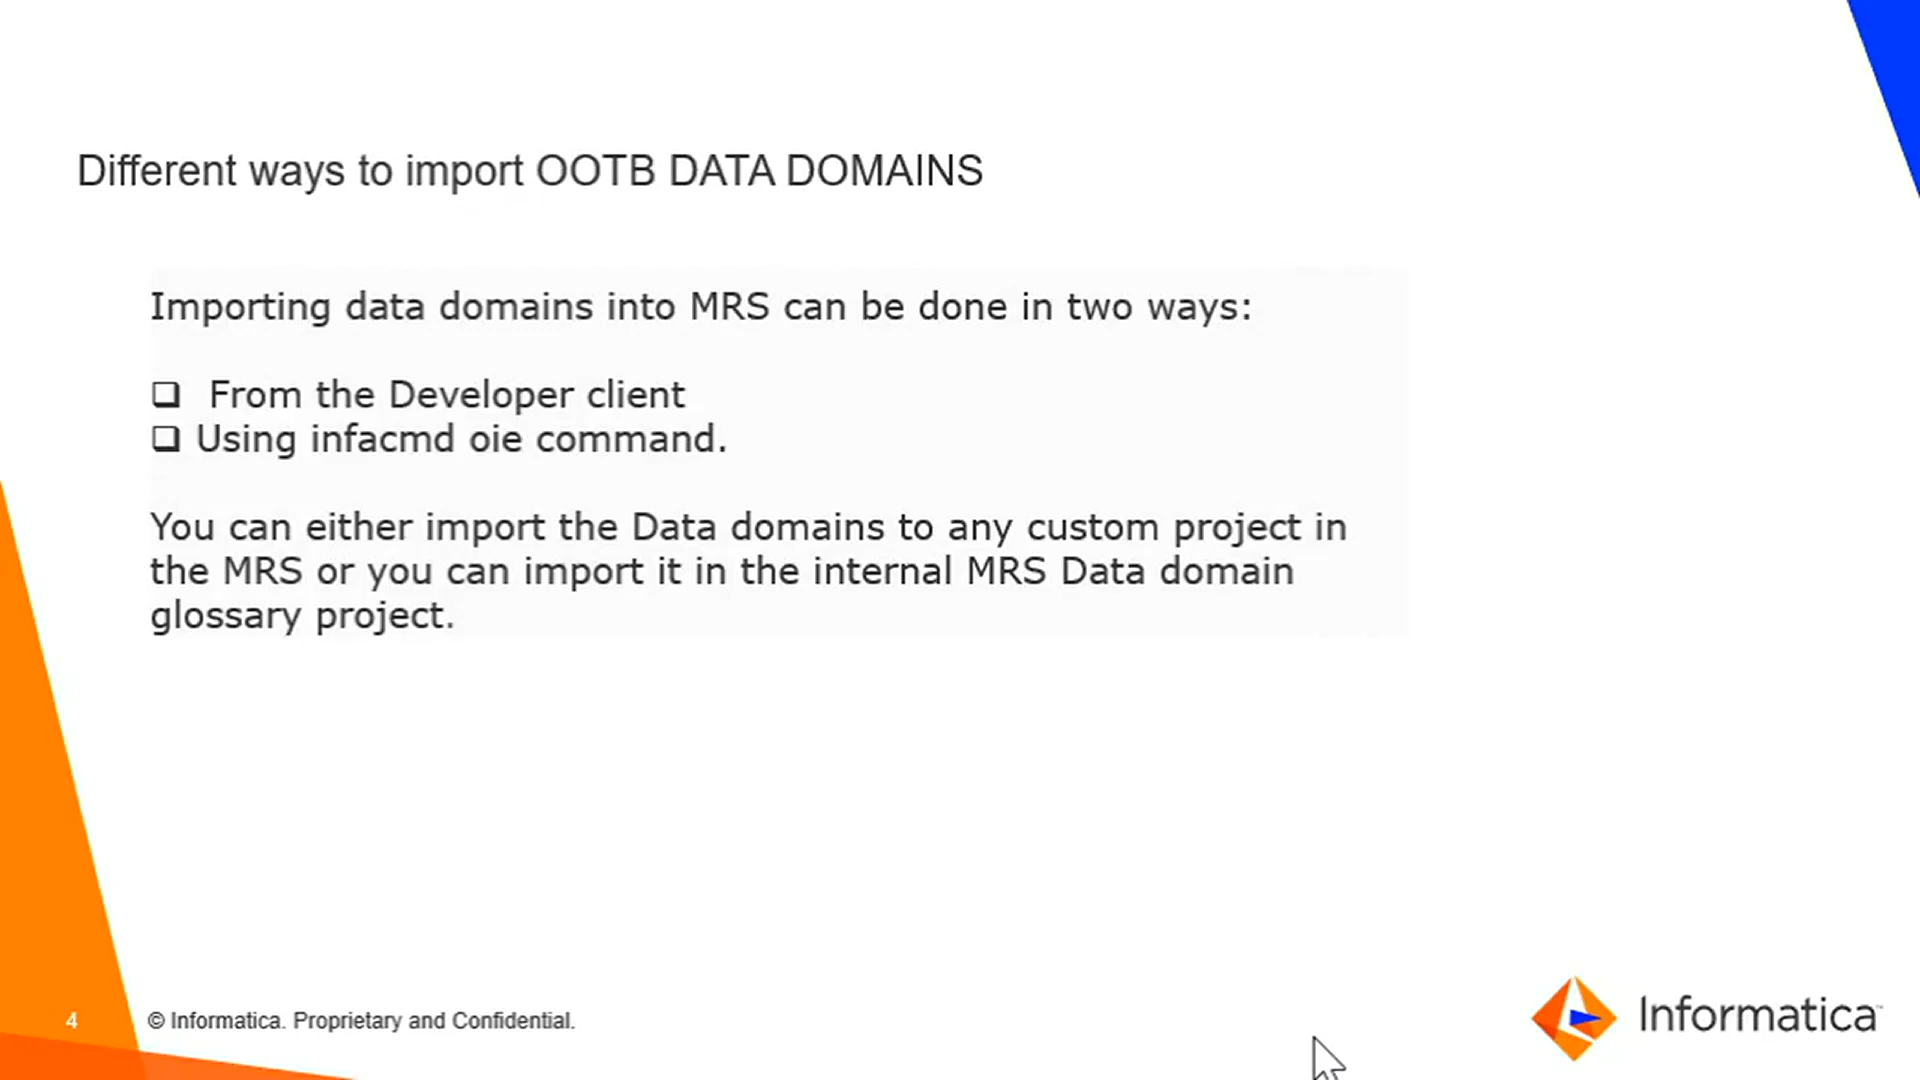 Different ways to import OOTB DATA DOMAINS
Importing data domains into MRS can be done in two ways:
❑ From the Developer client
❑ Using infacmd oie command.
You can either import the Data domains to any custom project in
the MRS or you can import it in the internal MRS Data domain
glossary project.
4
© Informatica. Proprietary and Confidential.
Informatica™